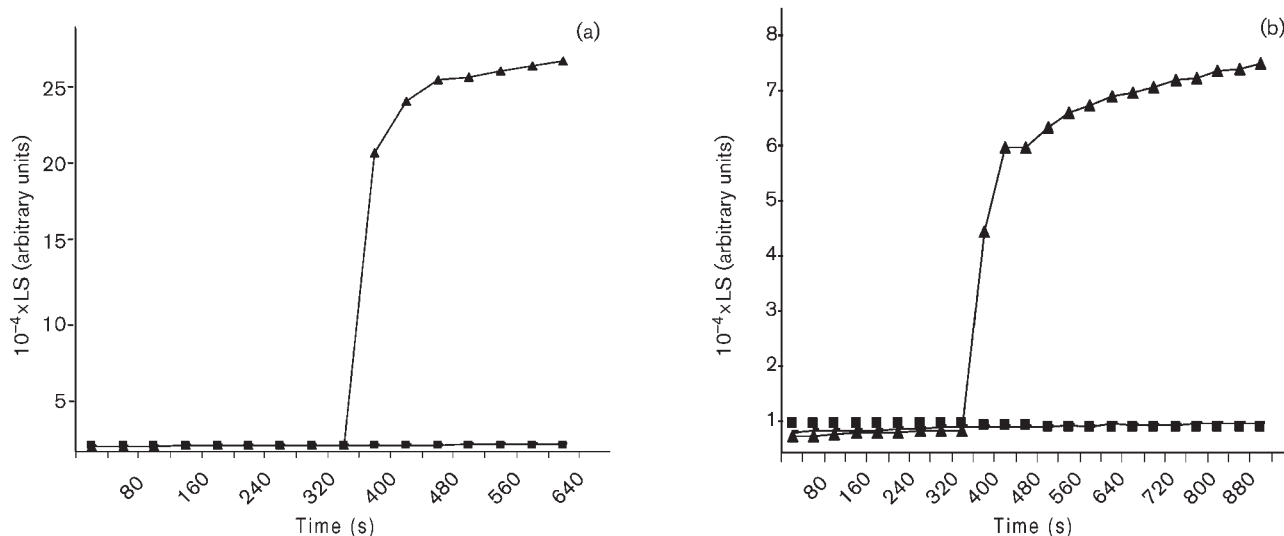 (a)
10⁻⁴×LS (arbitrary units)
25
20
15
10
5
80 160 240 320 400 480 560 640
Time (s)
(b)
10⁻⁴×LS (arbitrary units)
8
7
6
5
4
3
2
1
80 160 240 320 400 480 560 640 720 800 880
Time (s)